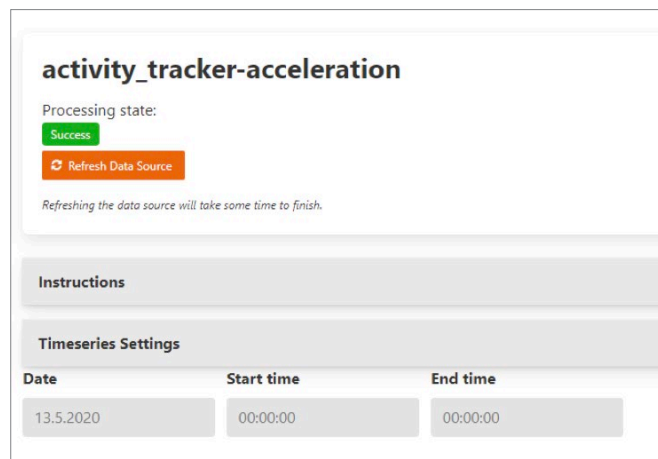 activity_tracker-acceleration
Processing state:
Success
Refresh Data Source
Refreshing the data source will take some time to finish.
Instructions
Timeseries Settings
Date Start time End time
13.5.2020 00:00:00 00:00:00